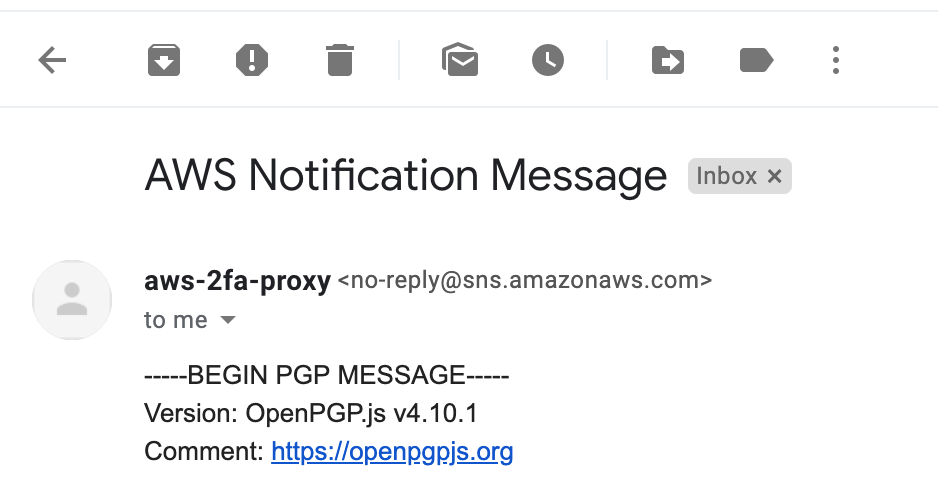 AWS Notification Message Inbox ×
aws-2fa-proxy <no-reply@sns.amazonaws.com>
to me
-----BEGIN PGP MESSAGE-----
Version: OpenPGP.js v4.10.1
Comment: https://openpgpjs.org